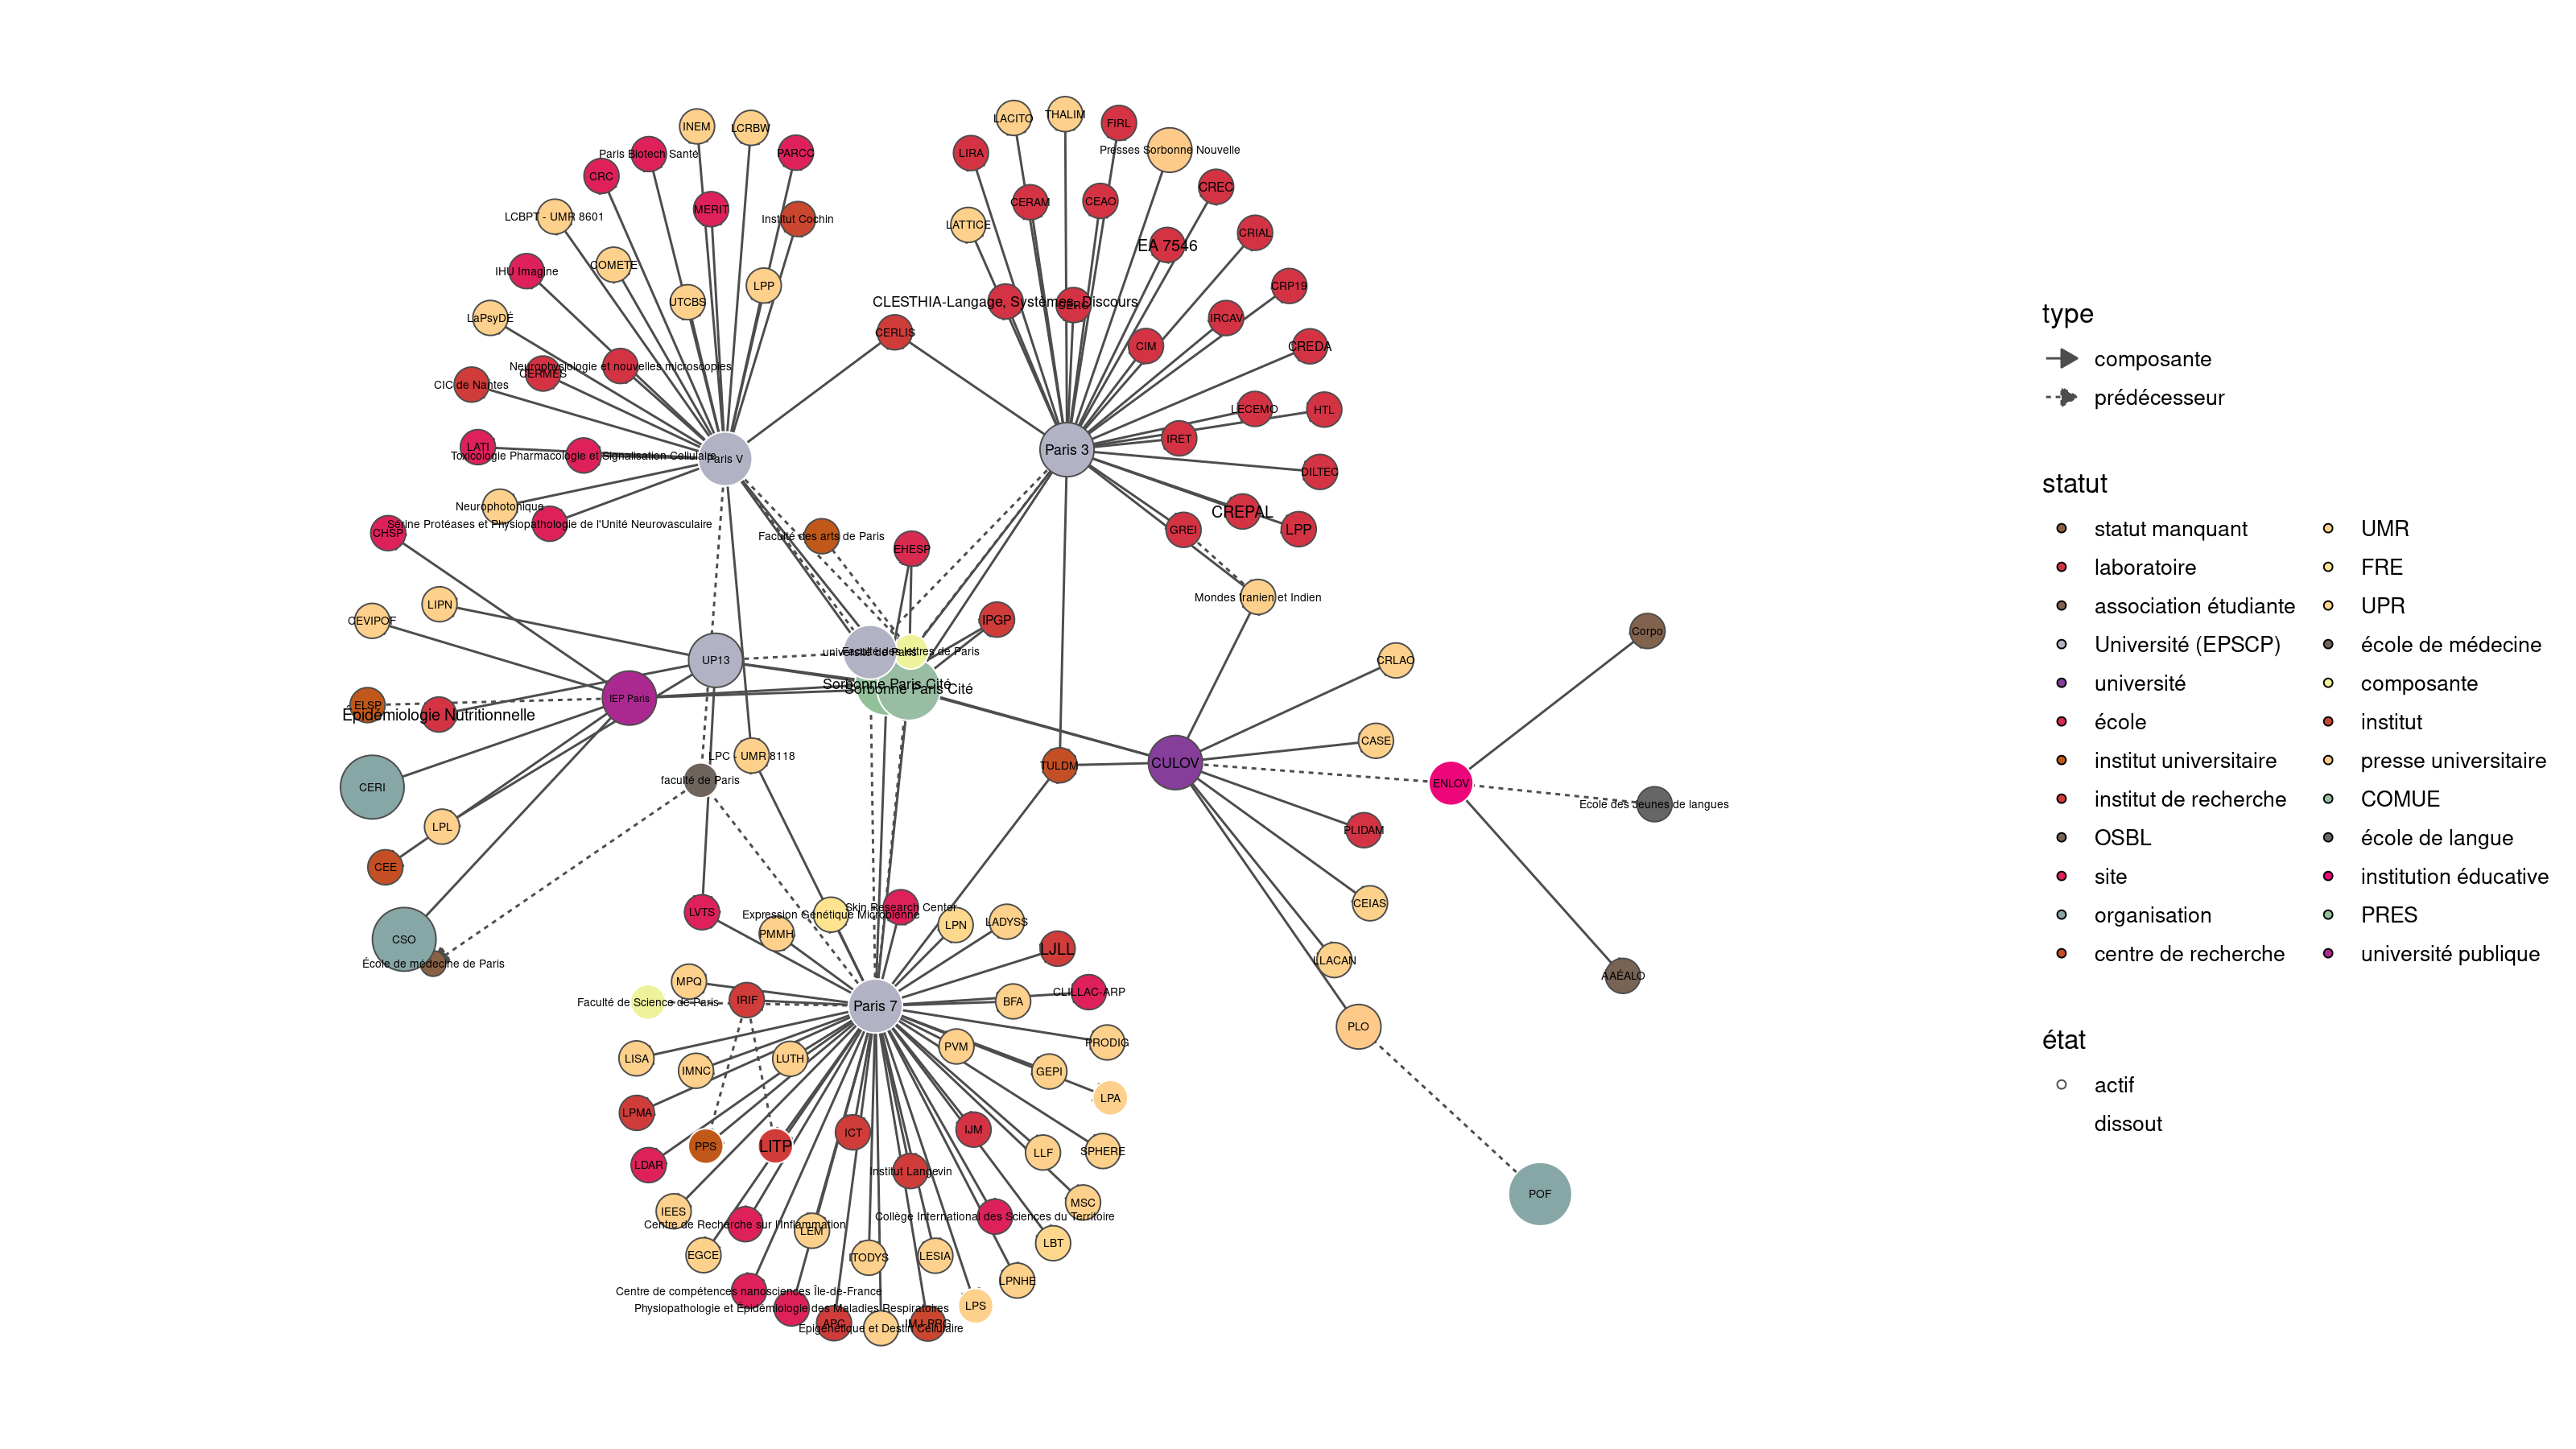 INEM
LCRBW
Paris Biotech Santé
PARCC
CRC
MERIT
LCBPT - UMR 8601
Institut Cochin
COMETE
IHU Imagine
UTCBS
LPP
LaPsyDÉ
Neurophysiologie et nouvelles microscopies
CERMES
CIC de Nantes
LATI
Toxicologie Pharmacologie et Signalisation Cellulaire
Paris V
Neurophotonique
Sérine Protéases et Physiopathologie de l'Unité Neurovasculaire
CHSP
LACITO
THALIM
FIRL
LIRA
Presses Sorbonne Nouvelle
CREC
CERAM
CEAO
LATTICE
EA 7546
CRIAL
CLESTHIA-Langage, Systèmes, Discours
CERC
CRP19
IRCAV
CERLIS
CIM
CREDA
LECEMO
HTL
IRET
Paris 3
DILTEC
CREPAL
GREI
LPP
Mondes Iranien et Indien
Faculté des arts de Paris
EHESP
IPGP
LIPN
CEVIPOF
UP13
université de Paris
Faculté des lettres de Paris
Sorbonne Paris Cité
Sorbonne Paris Cité
IEP Paris
ELSP
Épidémiologie Nutritionnelle
LPC - UMR 8118
faculté de Paris
CERI
LPL
CEE
CSO
École de médecine de Paris
TULDM
CULOV
CRLAO
CASE
PLIDAM
CEIAS
LLACAN
PLO
POF
ENLOV
Corpo
Ecole des Jeunes de langues
AAÉALO
LVTS
Expression Génétique Microbienne
Skin Research Center
PMMH
LPN
LADYSS
LJLL
MPQ
Faculté de Science de Paris
IRIF
Paris 7
BFA
CLILLAC-ARP
LISA
IMNC
LUTH
PVM
PRODIG
GEPI
LPA
LPMA
PPS
LITP
ICT
IJM
LLF
SPHERE
LDAR
Institut Langevin
MSC
IEES
Centre de Recherche sur l'Inflammation
LEM
Collège International des Sciences du Territoire
LBT
EGCE
ITODYS
LESIA
LPNHE
Centre de compétences nanosciences Île-de-France
Physiopathologie et Épidémiologie des Maladies Respiratoires
LPS
APC
Epigénétique et Destin Cellulaire
IMJ-PRG
type
composante
prédécesseur
statut
statut manquant
laboratoire
association étudiante
Université (EPSCP)
université
école
institut universitaire
institut de recherche
OSBL
site
organisation
centre de recherche
UMR
FRE
UPR
école de médecine
composante
institut
presse universitaire
COMUE
école de langue
institution éducative
PRES
université publique
état
actif
dissout